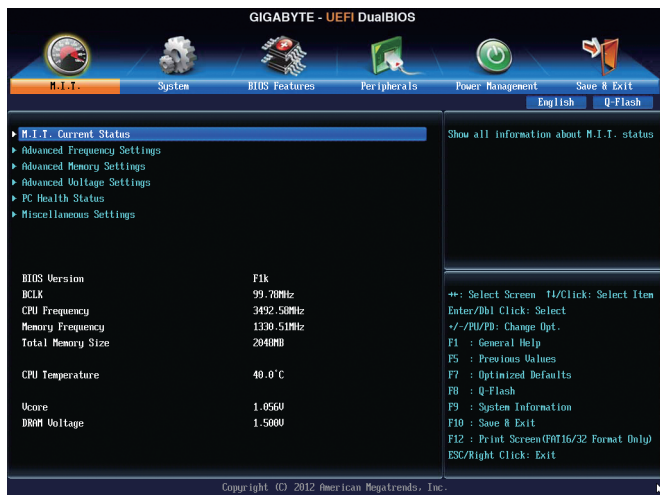 GIGABYTE - UEFI DualBIOS
M.I.T. System BIOS Features Peripherals Power Management Save & Exit
English Q-Flash
M.I.T. Current Status
Advanced Frequency Settings
Advanced Memory Settings
Advanced Voltage Settings
PC Health Status
Miscellaneous Settings
BIOS Version F1k
BCLK 99.78MHz
CPU Frequency 3492.58MHz
Memory Frequency 1330.51MHz
Total Memory Size 2048MB
CPU Temperature 40.0°C
Vcore 1.056V
DRAM Voltage 1.500V
Show all information about M.I.T. status
→←: Select Screen ↑↓/Click: Select Item
Enter/Dbl Click: Select
+/-/PU/PD: Change Opt.
F1 : General Help
F5 : Previous Values
F7 : Optimized Defaults
F8 : Q-Flash
F9 : System Information
F10 : Save & Exit
F12 : Print Screen(FAT16/32 Format Only)
ESC/Right Click: Exit
Copyright (C) 2012 American Megatrends, Inc.